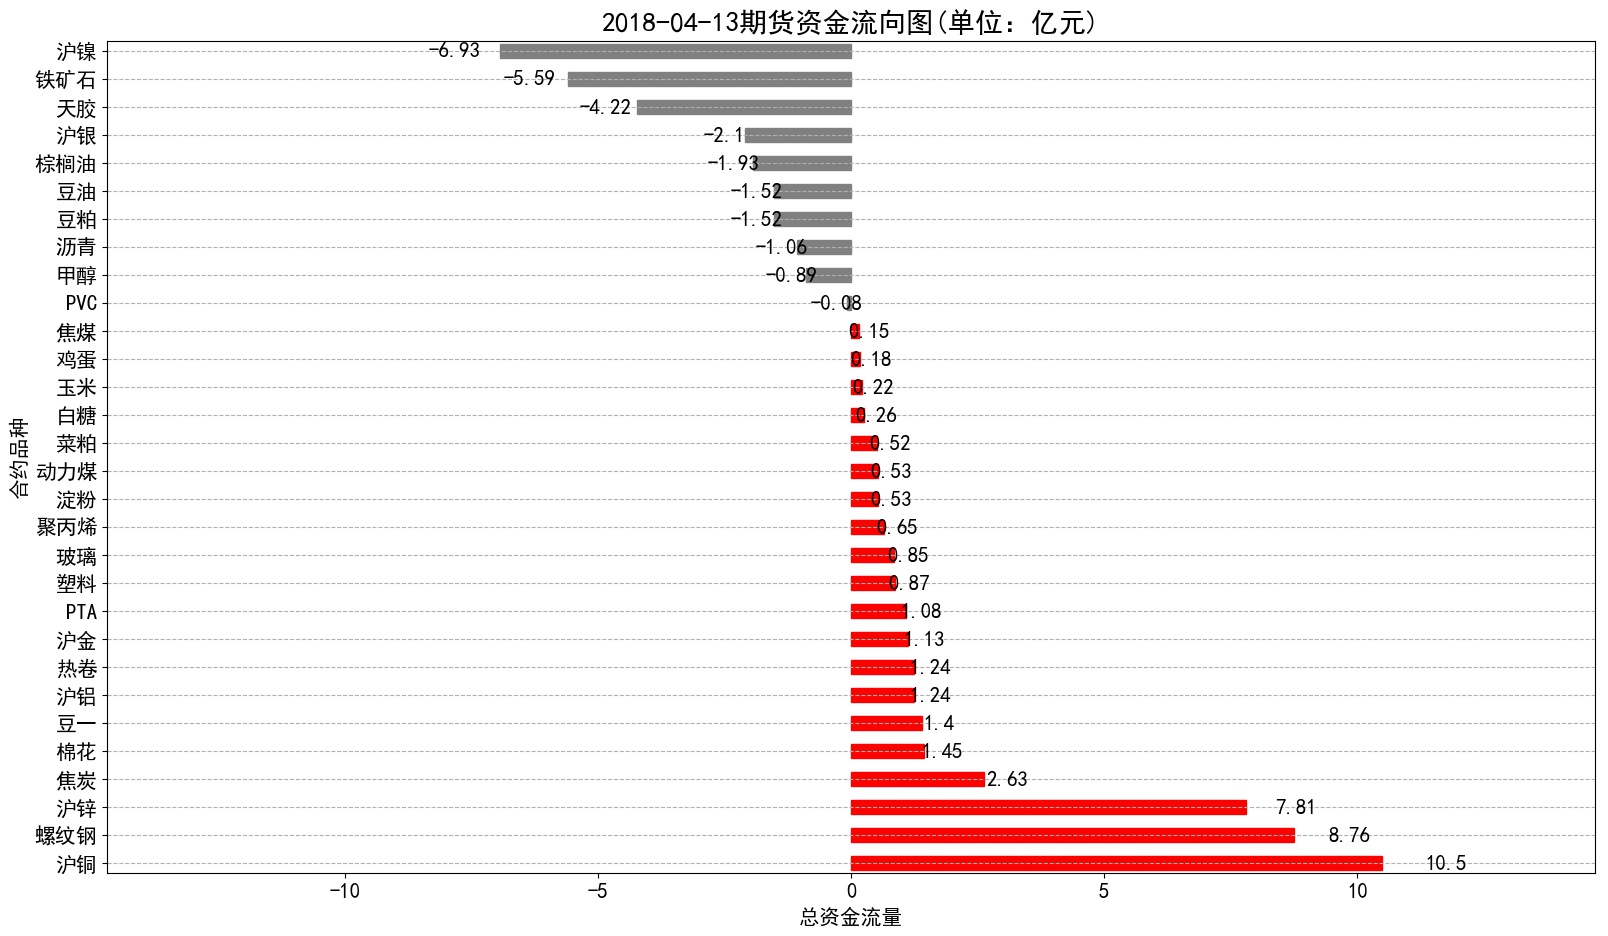 2018-04-13期货资金流向图(单位：亿元)
沪镍 -6.93
铁矿石 -5.59
天胶 -4.22
沪银 -2.1
棕榈油 -1.93
豆油 -1.52
豆粕 -1.52
沥青 -1.06
甲醇 -0.89
PVC -0.08
焦煤 0.15
鸡蛋 0.18
玉米 0.22
白糖 0.26
菜粕 0.52
动力煤 0.53
淀粉 0.53
聚丙烯 0.65
玻璃 0.85
塑料 0.87
PTA 1.08
沪金 1.13
热卷 1.24
沪铝 1.24
豆一 1.4
棉花 1.45
焦炭 2.63
沪锌 7.81
螺纹钢 8.76
沪铜 10.5
合约品种
-10 -5 0 5 10
总资金流量